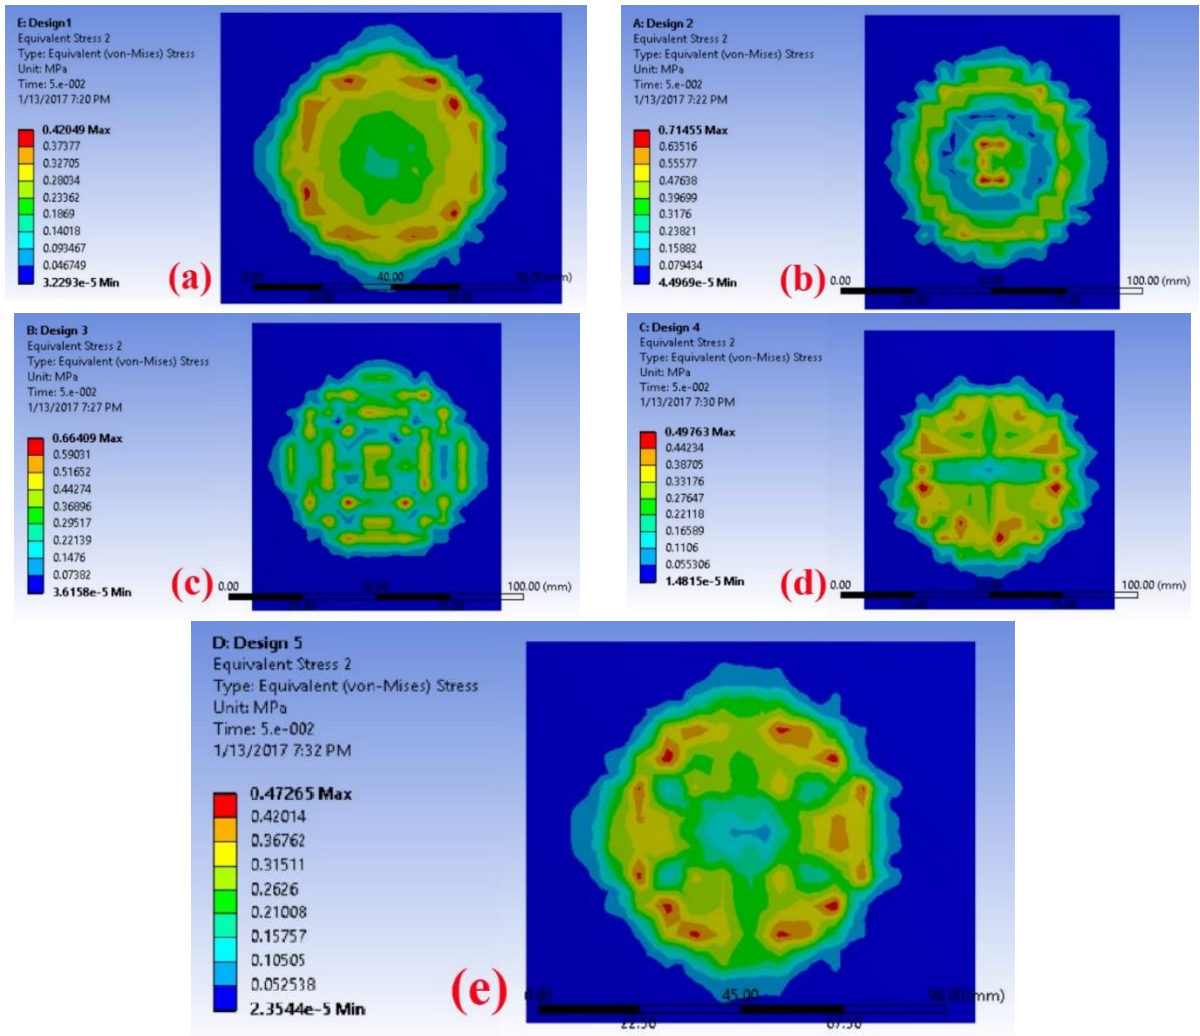 E: Design1
Equivalent Stress 2
Type: Equivalent (von-Mises) Stress
Unit: MPa
Time: 5.e-002
1/13/2017 7:20 PM
0.42049 Max
0.37377
0.32705
0.28034
0.23362
0.1869
0.14018
0.093467
0.046749
3.2293e-5 Min
(a)
0.00
40.00
(mm)
A: Design 2
Equivalent Stress 2
Type: Equivalent (von-Mises) Stress
Unit: MPa
Time: 5.e-002
1/13/2017 7:22 PM
0.71455 Max
0.63516
0.55577
0.47638
0.39699
0.3176
0.23821
0.15882
0.079434
4.4969e-5 Min
(b)
0.00
100.00 (mm)
B: Design 3
Equivalent Stress 2
Type: Equivalent (von-Mises) Stress
Unit: MPa
Time: 5.e-002
1/13/2017 7:27 PM
0.66409 Max
0.59031
0.51652
0.44274
0.36896
0.29517
0.22139
0.1476
0.07382
3.6158e-5 Min
(c)
0.00
100.00 (mm)
C: Design 4
Equivalent Stress 2
Type: Equivalent (von-Mises) Stress
Unit: MPa
Time: 5.e-002
1/13/2017 7:30 PM
0.49763 Max
0.44234
0.38705
0.33176
0.27647
0.22118
0.16589
0.1106
0.055306
1.4815e-5 Min
(d)
0.00
100.00 (mm)
D: Design 5
Equivalent Stress 2
Type: Equivalent (von-Mises) Stress
Unit: MPa
Time: 5.e-002
1/13/2017 7:32 PM
0.47265 Max
0.42014
0.36762
0.31511
0.2626
0.21008
0.15757
0.10505
0.052538
2.3544e-5 Min
(e)
0.00
45.00
(mm)
22.50
67.50